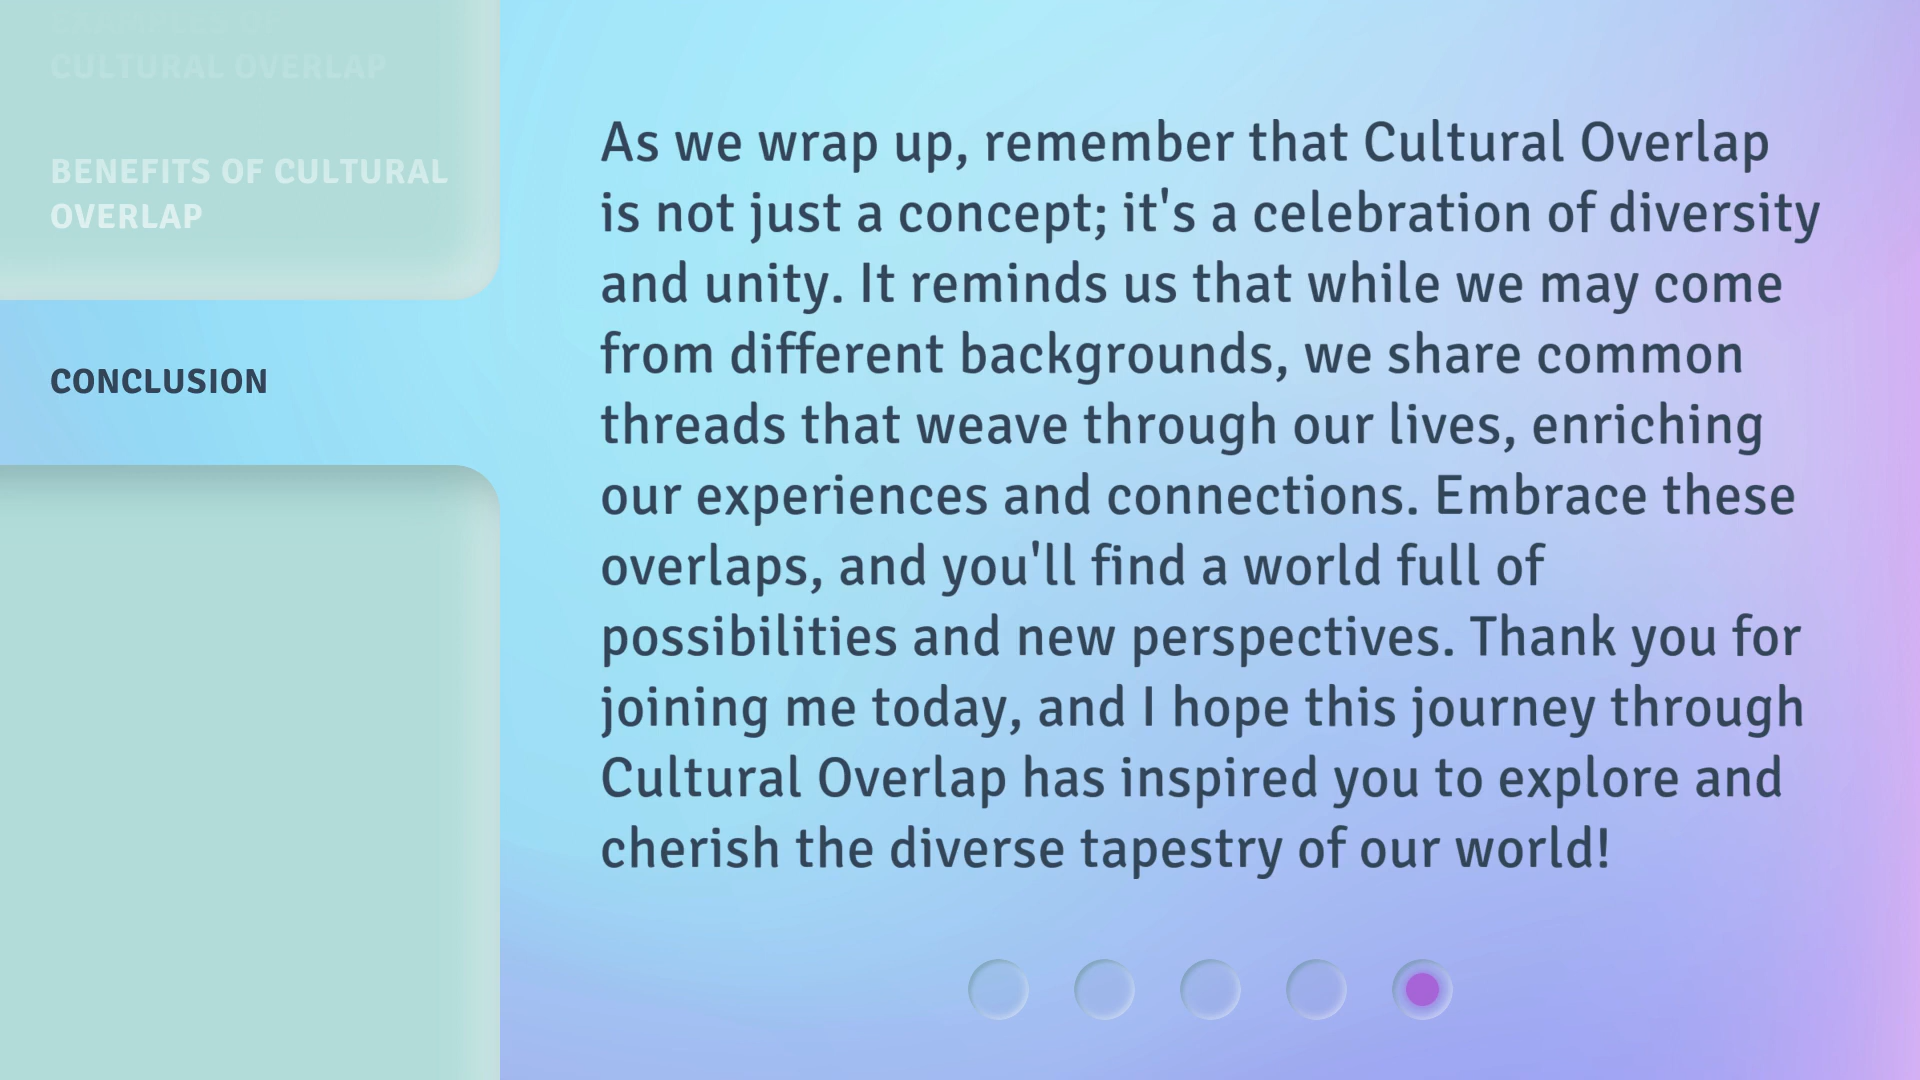 EXAMPLES OF
CULTURAL OVERLAP
BENEFITS OF CULTURAL
OVERLAP
CONCLUSION
As we wrap up, remember that Cultural Overlap
is not just a concept; it's a celebration of diversity
and unity. It reminds us that while we may come
from different backgrounds, we share common
threads that weave through our lives, enriching
our experiences and connections. Embrace these
overlaps, and you'll find a world full of
possibilities and new perspectives. Thank you for
joining me today, and I hope this journey through
Cultural Overlap has inspired you to explore and
cherish the diverse tapestry of our world!